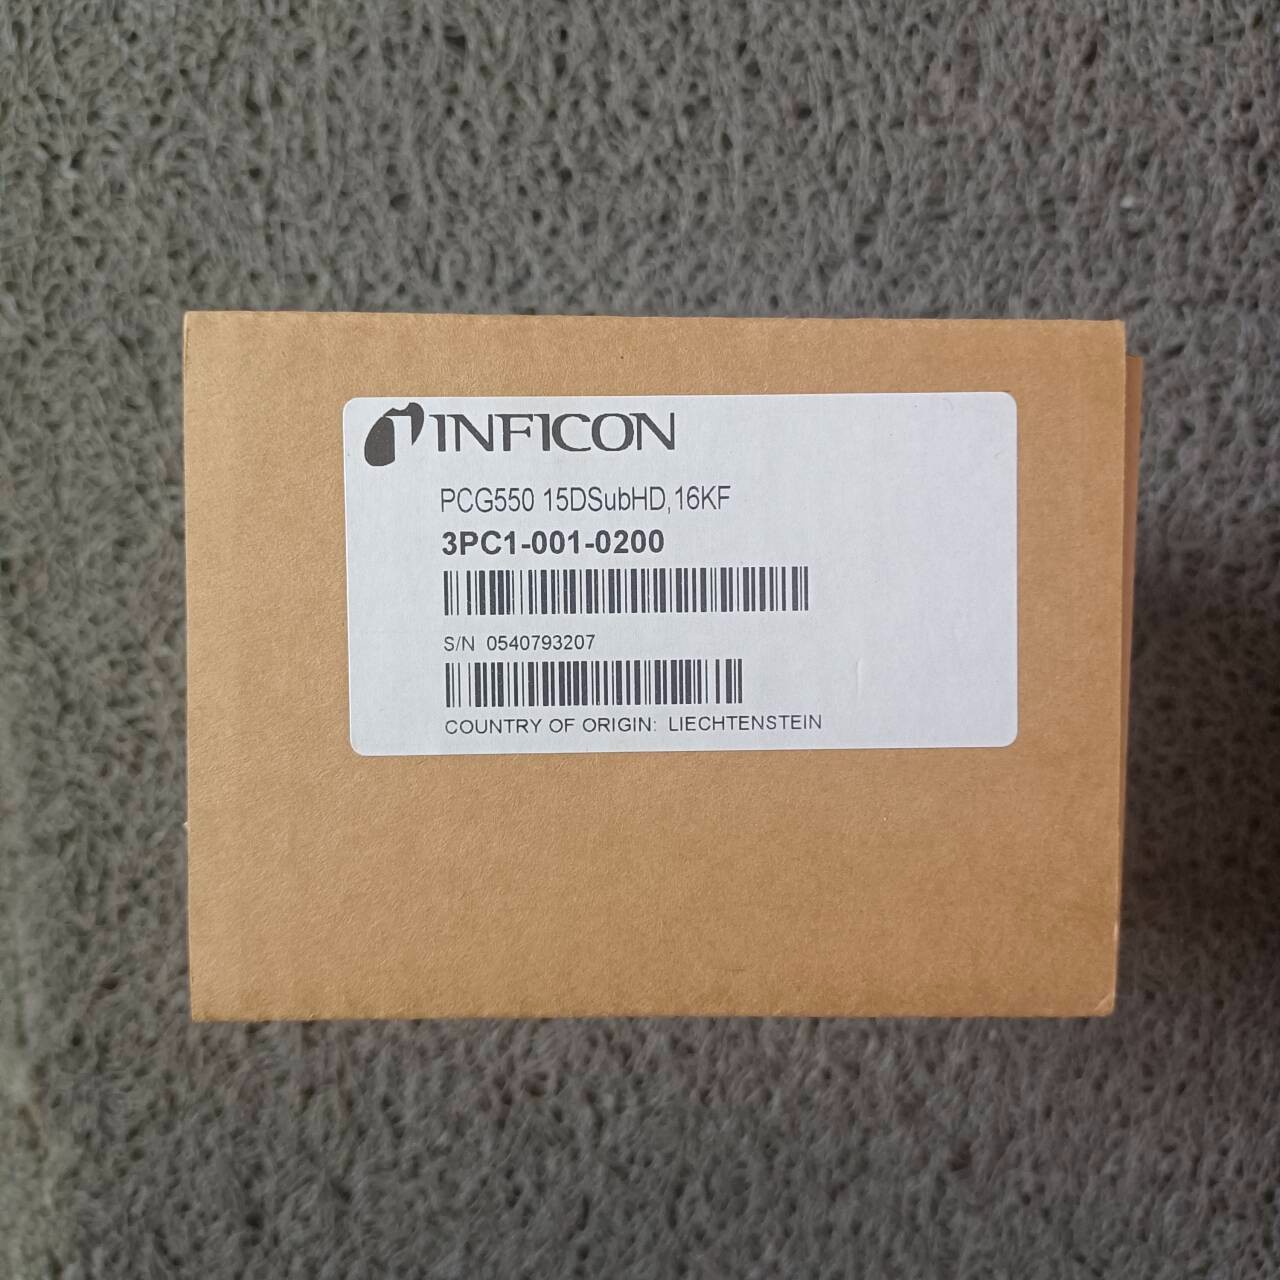 INFICON
PCG550 15DSubHD,16KF
3PC1-001-0200
S/N 0540793207
COUNTRY OF ORIGIN: LIECHTENSTEIN